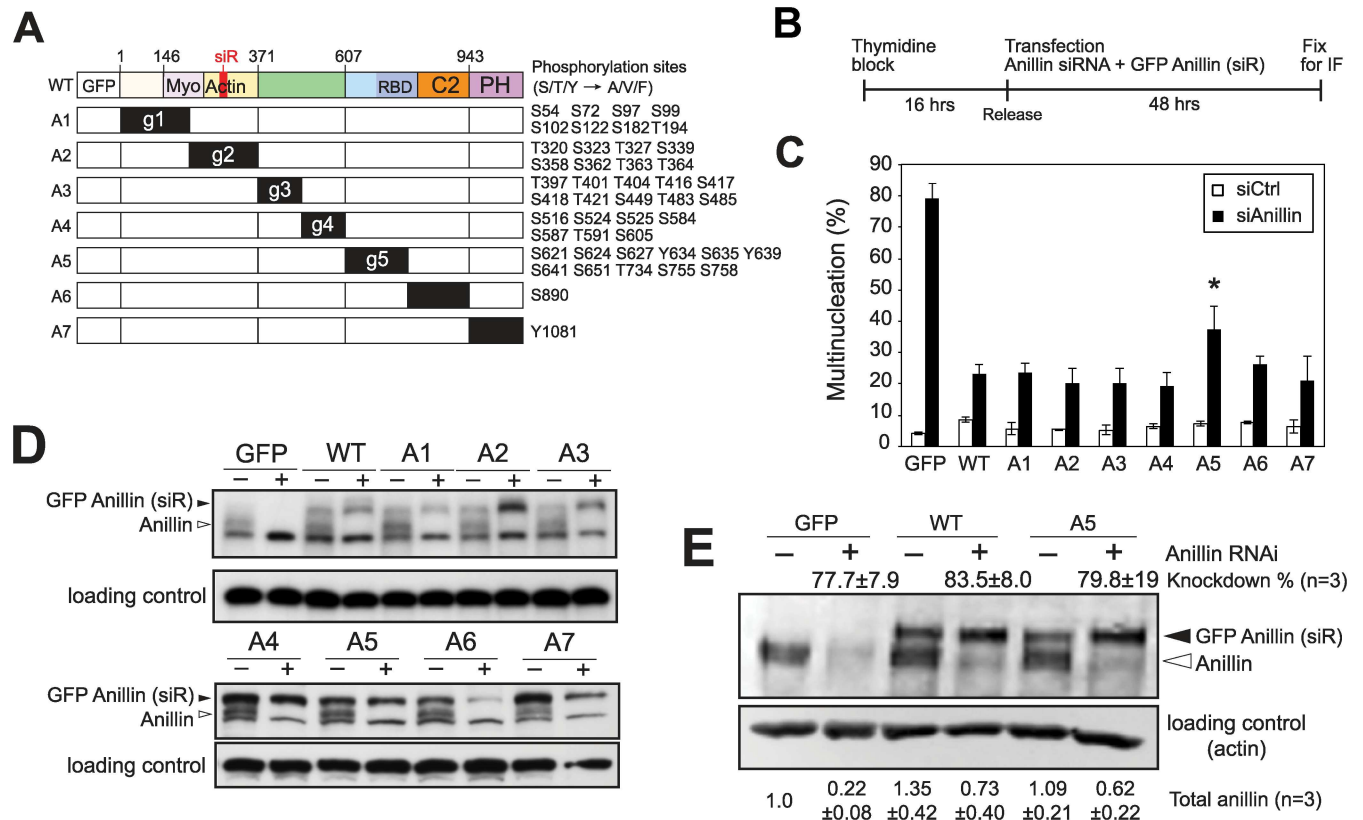 A
1 146 siR 371 607 943
WT GFP Myo Actin RBD C2 PH
Phosphorylation sites
(S/T/Y → A/V/F)
A1 g1 S54 S72 S97 S99
S102 S122 S182 T194
A2 g2 T320 S323 T327 S339
S358 S362 T363 T364
A3 g3 T397 T401 T404 T416 S417
S418 T421 S449 T483 S485
A4 g4 S516 S524 S525 S584
S587 T591 S605
A5 g5 S621 S624 S627 Y634 S635 Y639
S641 S651 T734 S755 S758
A6 S890
A7 Y1081
B
Thymidine
block
Transfection
Anillin siRNA + GFP Anillin (siR)
Fix
for IF
16 hrs
Release
48 hrs
C
Multinucleation (%)
90
80
70
60
50
40
30
20
10
0
siCtrl
siAnillin
*
GFP WT A1 A2 A3 A4 A5 A6 A7
D
GFP WT A1 A2 A3
− + − + − + − + − +
GFP Anillin (siR)
Anillin
loading control
A4 A5 A6 A7
− + − + − + − +
GFP Anillin (siR)
Anillin
loading control
E
GFP WT A5
− + − + − + Anillin RNAi
77.7±7.9 83.5±8.0 79.8±19 Knockdown % (n=3)
GFP Anillin (siR)
Anillin
loading control
(actin)
1.0 0.22 1.35 0.73 1.09 0.62 Total anillin (n=3)
±0.08 ±0.42 ±0.40 ±0.21 ±0.22